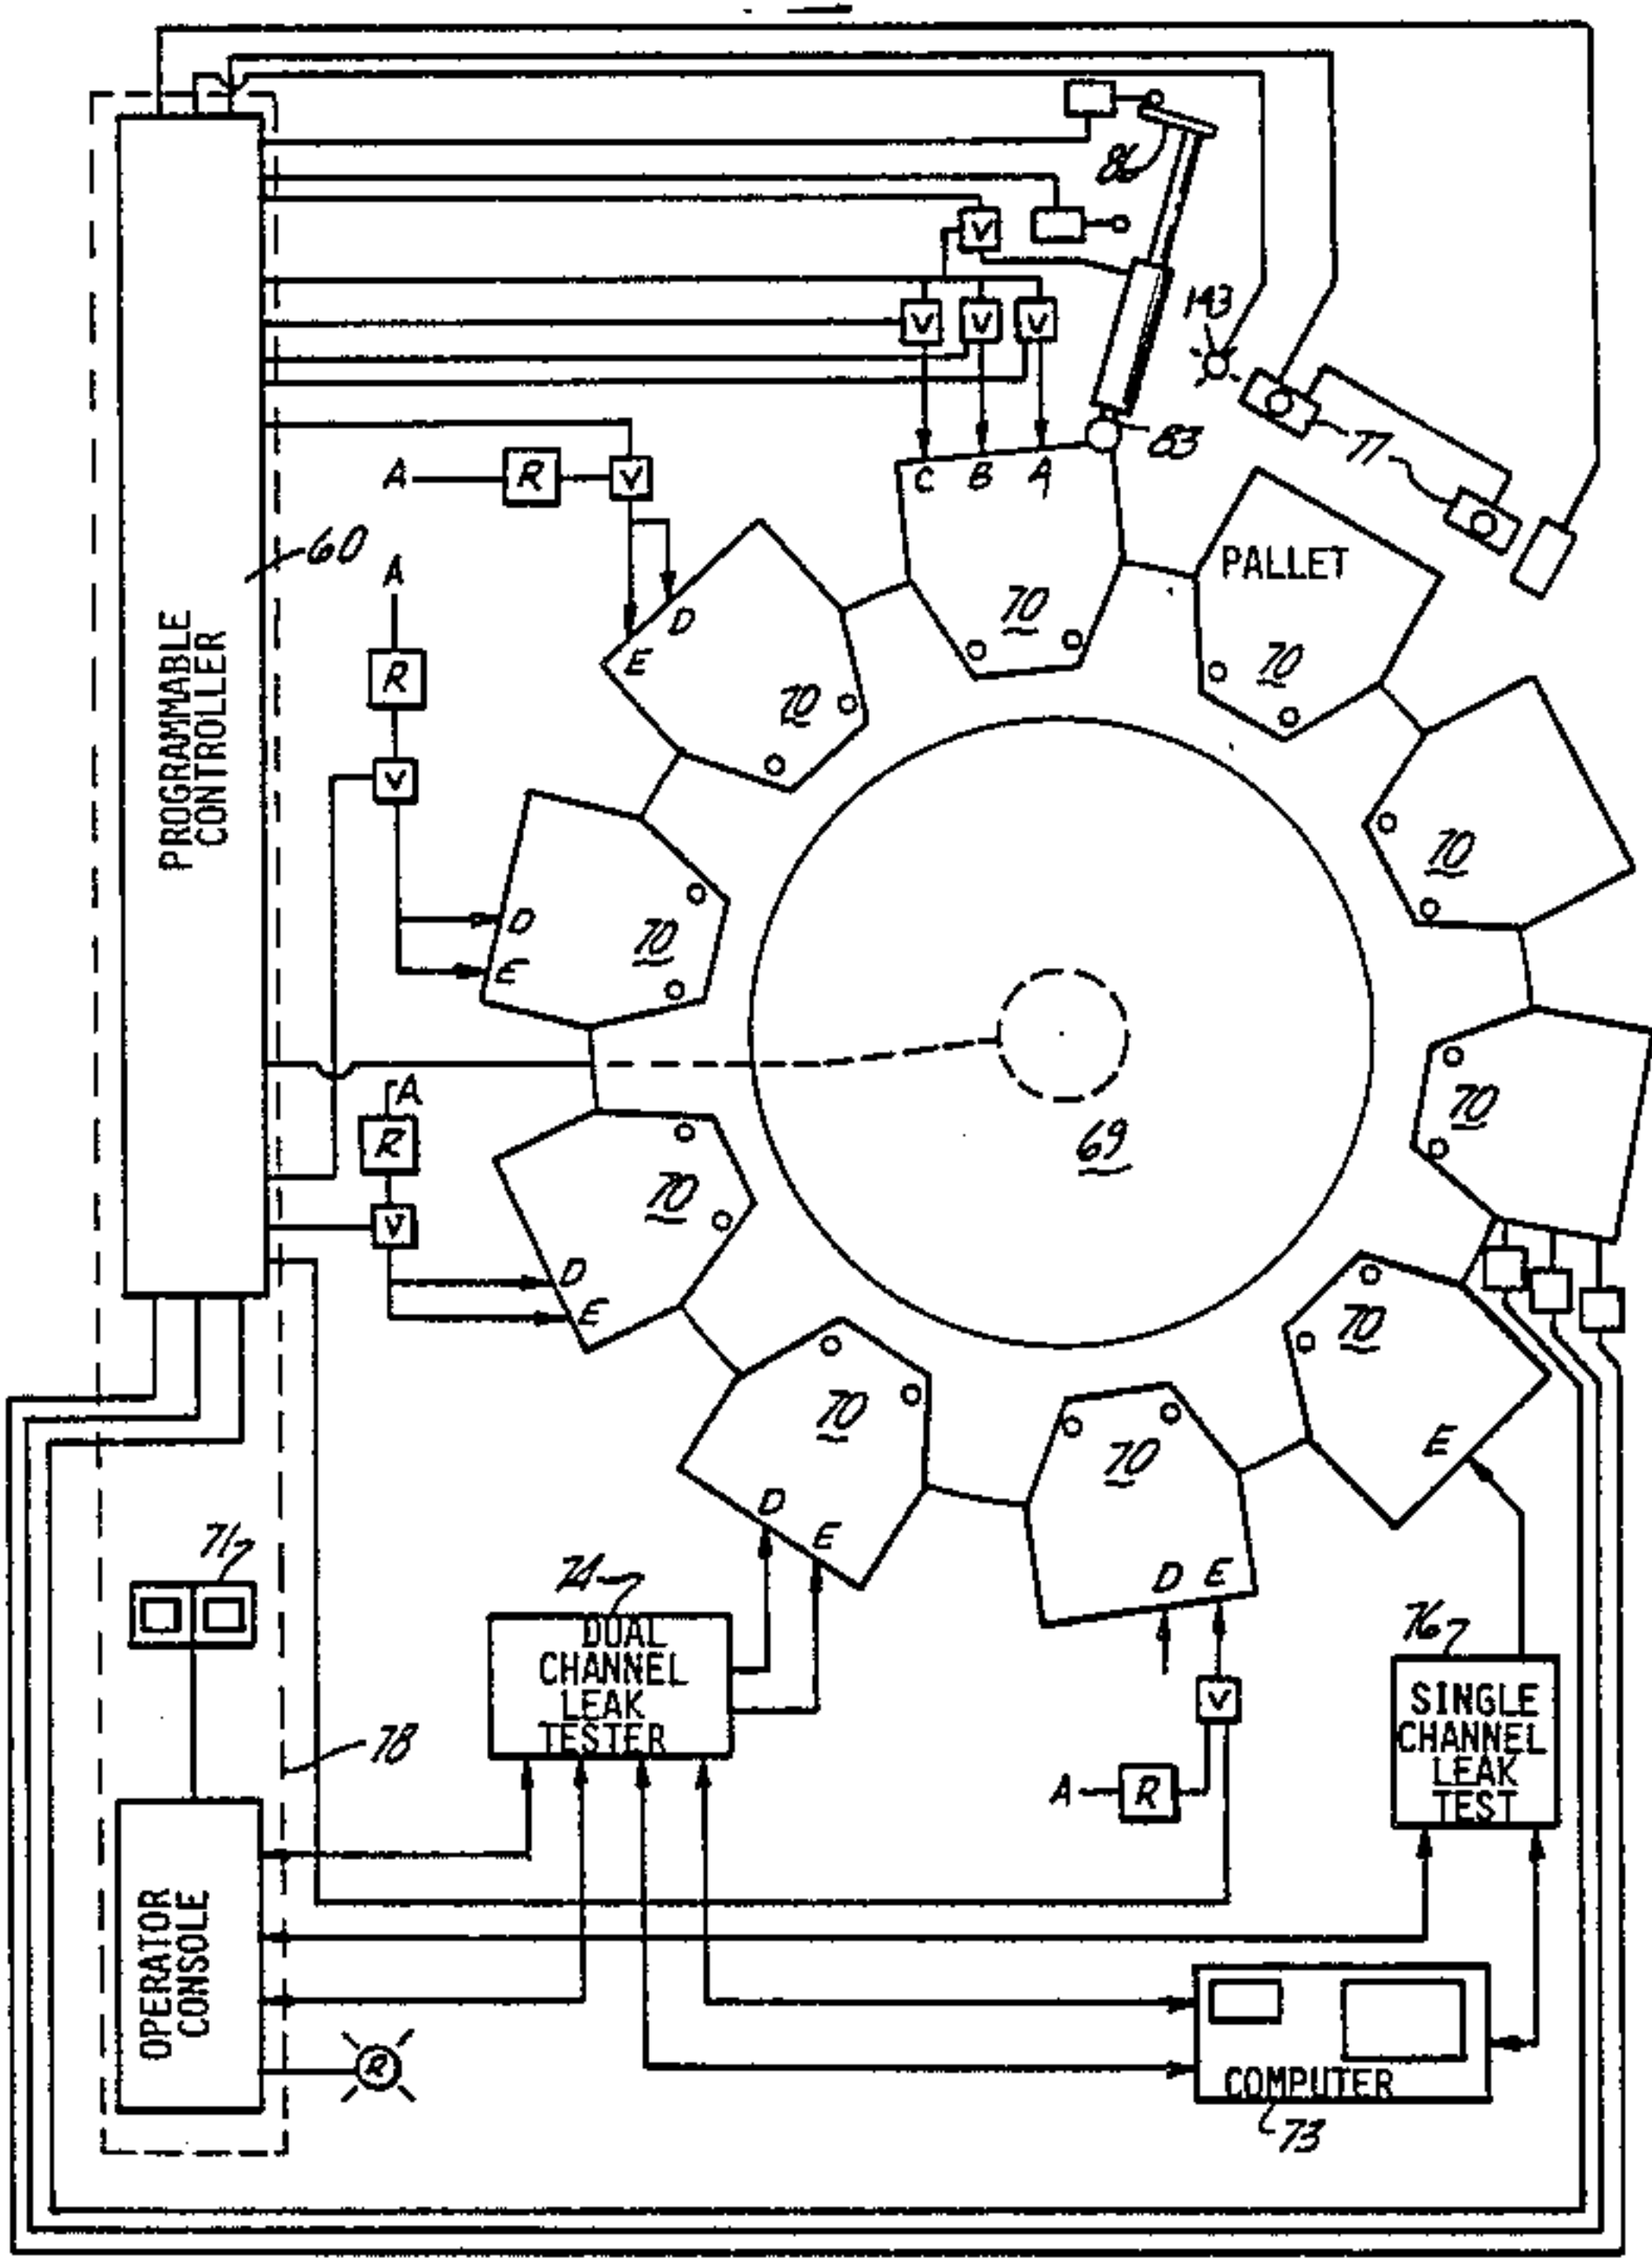 86
V
V
V
V
143
83
77
A
R
V
C
B
A
60
A
PALLET
D
E
70
70
70
R
PROGRAMMABLE
CONTROLLER
V
70
D
E
70
70
A
R
69
70
V
D
E
70
70
70
E
D
E
D
E
71
74
DUAL
CHANNEL
LEAK
TESTER
76
SINGLE
CHANNEL
LEAK
TEST
V
78
A
R
OPERATOR
CONSOLE
R
COMPUTER
73